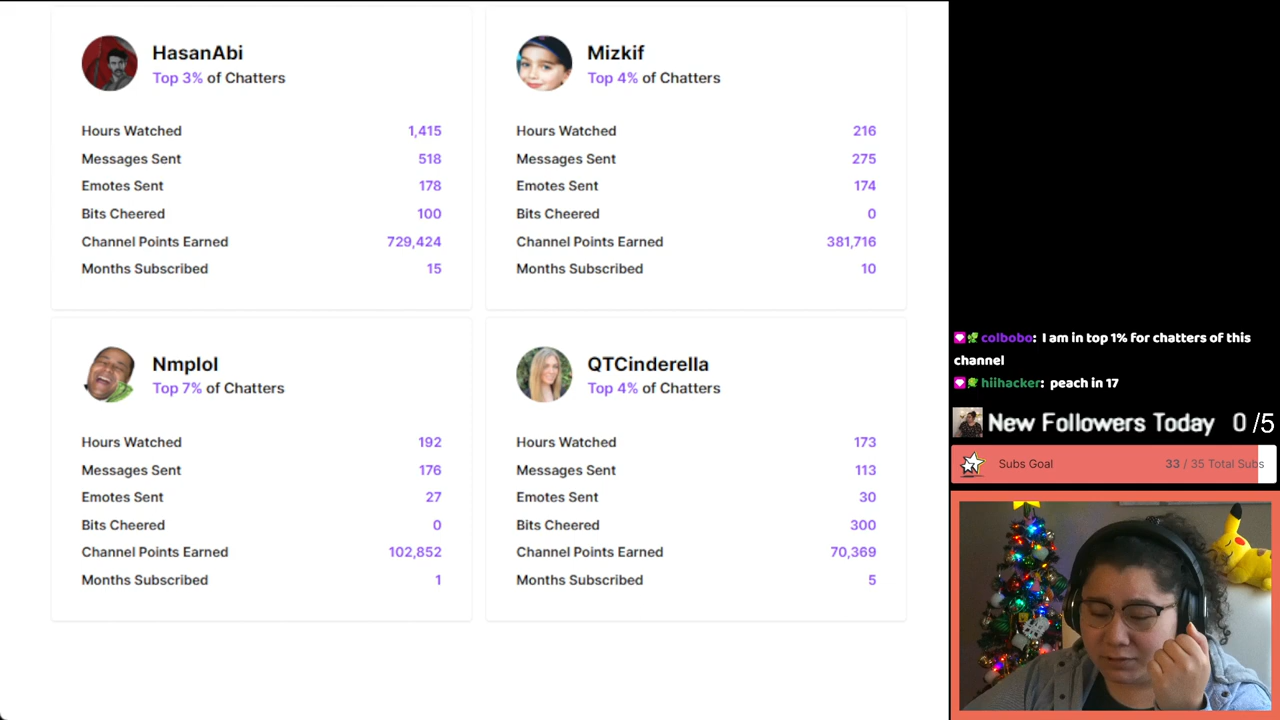 HasanAbi
Top 3% of Chatters
Hours Watched 1,415
Messages Sent 518
Emotes Sent 178
Bits Cheered 100
Channel Points Earned 729,424
Months Subscribed 15
Mizkif
Top 4% of Chatters
Hours Watched 216
Messages Sent 275
Emotes Sent 174
Bits Cheered 0
Channel Points Earned 381,716
Months Subscribed 10
Nmplol
Top 7% of Chatters
Hours Watched 192
Messages Sent 176
Emotes Sent 27
Bits Cheered 0
Channel Points Earned 102,852
Months Subscribed 1
QTCinderella
Top 4% of Chatters
Hours Watched 173
Messages Sent 113
Emotes Sent 30
Bits Cheered 300
Channel Points Earned 70,369
Months Subscribed 5
colbobo: I am in top 1% for chatters of this
channel
hiihacker: peach in 17
New Followers Today 0 /5
Subs Goal 33 / 35 Total Subs